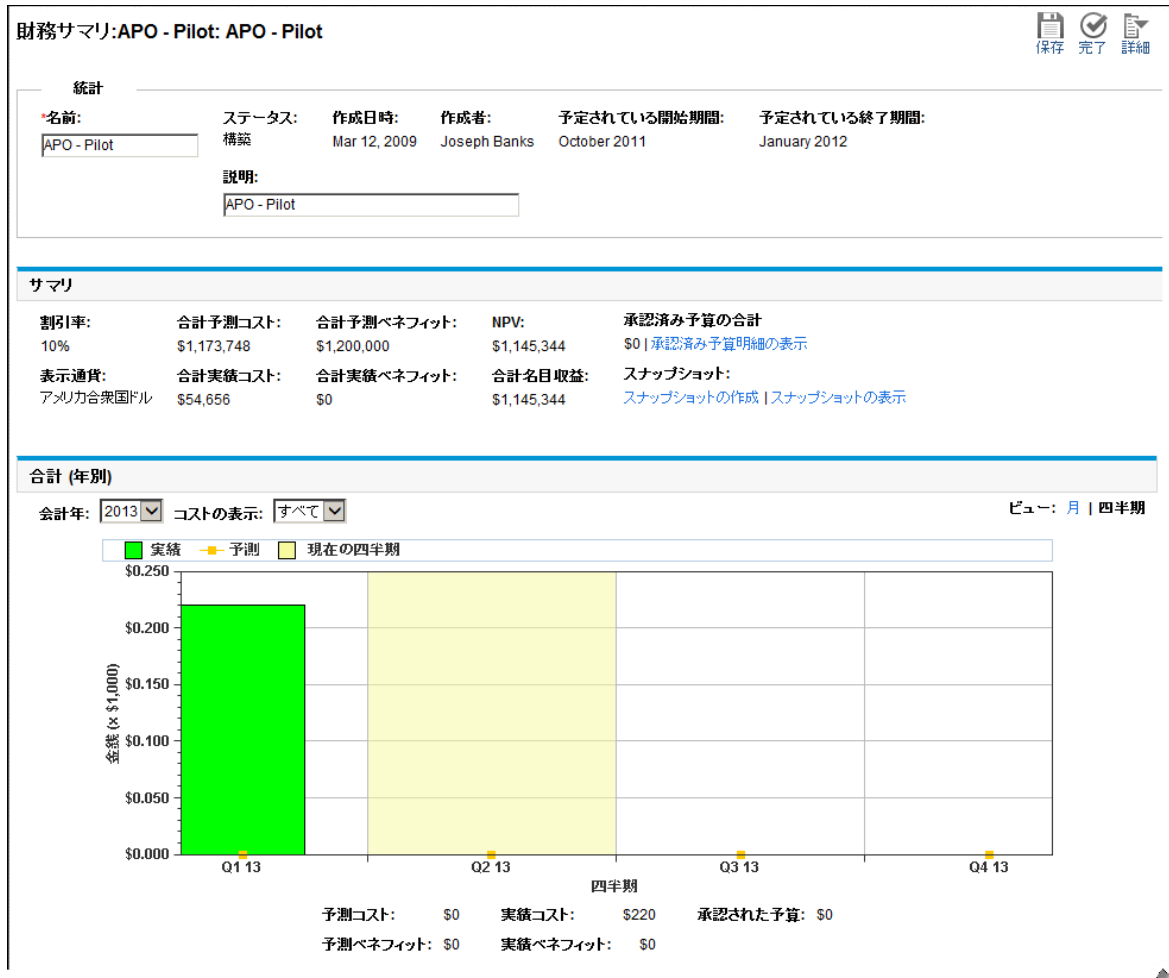 財務サマリ:APO - Pilot: APO - Pilot
保存 完了 詳細
統計
*名前: ステータス: 作成日時: 作成者: 予定されている開始期間: 予定されている終了期間:
APO - Pilot 構築 Mar 12, 2009 Joseph Banks October 2011 January 2012
説明:
APO - Pilot
サマリ
割引率: 合計予測コスト: 合計予測ベネフィット: NPV: 承認済み予算の合計
10% $1,173,748 $1,200,000 $1,145,344 $0 | 承認済み予算明細の表示
表示通貨: 合計実績コスト: 合計実績ベネフィット: 合計名目収益: スナップショット:
アメリカ合衆国ドル $54,656 $0 $1,145,344 スナップショットの作成 | スナップショットの表示
合計 (年別)
会計年: 2013 コストの表示: すべて ビュー: 月 | 四半期
実績 予測 現在の四半期
$0.250
$0.200
$0.150
$0.100
$0.050
$0.000
金銭 (x $1,000)
Q1 13 Q2 13 Q3 13 Q4 13
四半期
予測コスト: $0 実績コスト: $220 承認された予算: $0
予測ベネフィット: $0 実績ベネフィット: $0